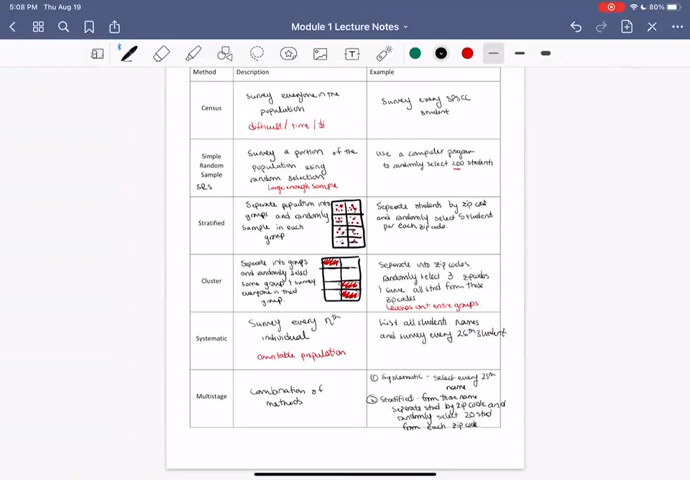 5:08 PM Thu Aug 19
80%
Module 1 Lecture Notes
Method
Description
Example
Census
Survey everyone in the
population
difficult / time / $
Survey every SPSCC
student
Simple
Random
Sample
SRS
Survey a portion of the
population using
random selection
large enough sample
use a computer program
to randomly select 200 students
Stratified
Separate population into
groups and randomly
sample in each
group
Separate students by zip code
and randomly select 5 student
per each zip code.
Cluster
Separate into groups
and randomly select
some group & survey
everyone in that
group.
Separate into zip codes
randomly select 3 zipcodes
all stud from these
zipcodes
leaves out entire groups
Systematic
Survey every nth
individual
countable population
List all students names
and survey every 25th student
Multistage
Combination of
methods
① Systematic - select every 25th
name.
② Stratified - from those name
separate stud by zip code and
randomly select 20 stud
from each zip code